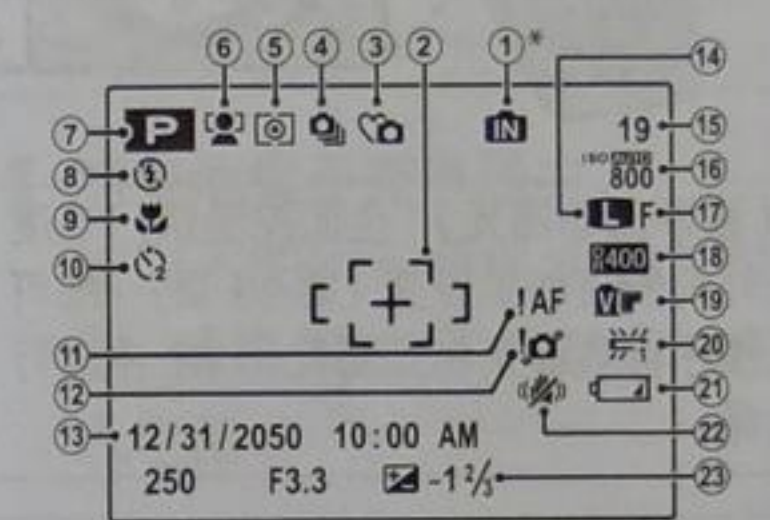 ⑥ ⑤ ④ ③ ② ①* ⑭
⑦ P IN 19 ⑮
⑧ ISO AUTO 800 ⑯
⑨ L F ⑰
⑩ 2 400 ⑱
⑪ !AF V F ⑲
⑫ ! 1 ⑳
㉑
⑬ 12/31/2050 10:00 AM ㉒
250 F3.3 -1 2/3 ㉓